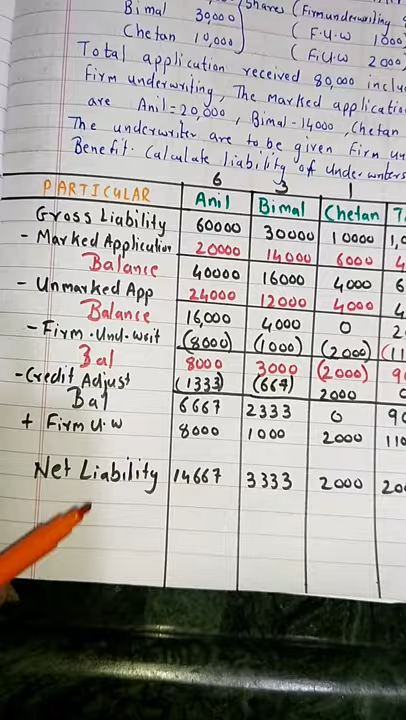 Bimal 30,000 Shares (Firm underwriting
Chetan 10,000 (F.U.W 1000)
(F.U.W 2000)
Total application received 80,000
Firm underwriting, The Marked
are Anil = 20,000, Bimal - 14000, Chetan
The underwriter are to be given Firm
Benefit. Calculate liability of
6 3 1
PARTICULAR Anil Bimal Chetan
Gross Liability 60000 30000 10000
- Marked Application 20000 14000 6000
Balance 40000 16000 4000
- Unmarked App 24000 12000 4000
Balance 16,000 4000 0
- Firm. Und. writ (8000) (1000) (2000)
Bal 8000 3000 (2000)
- Credit Adjust (1333) (667) 2000
Bal 6667 2333 0
+ Firm U.W 8000 1000 2000
Net Liability 14667 3333 2000